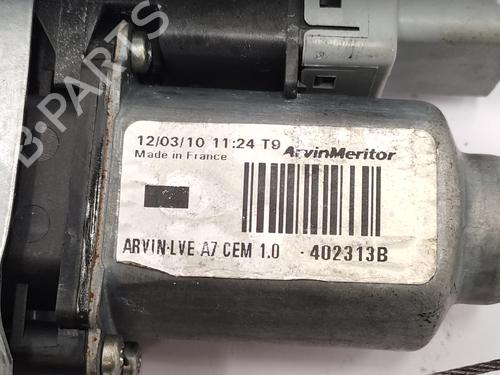 12/03/10 11:24 T9
Made in France
ArvinMeritor
ARVIN-LVE A7 CEM 1.0 - 402313B
B-PARTS